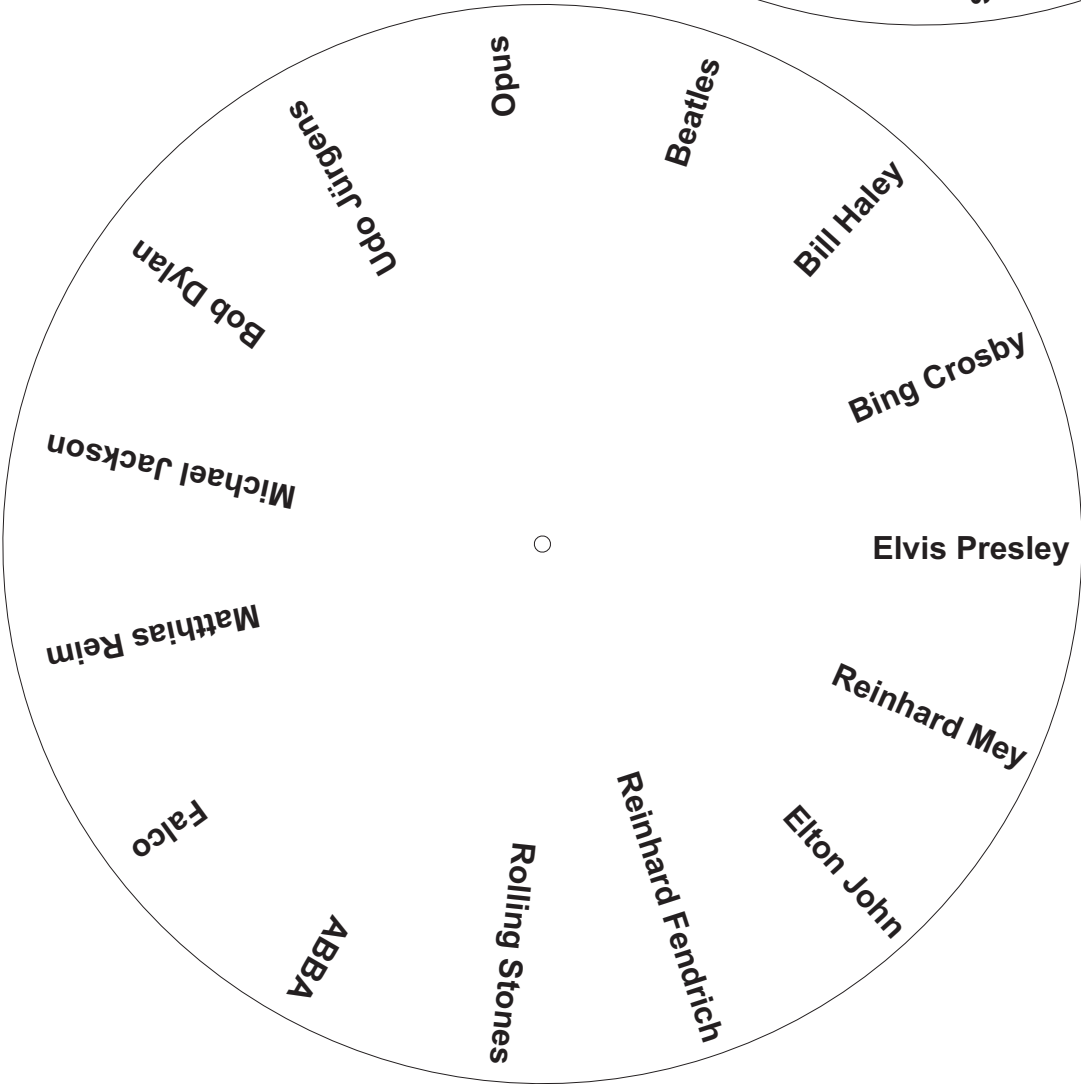 Opus
Beatles
Bill Haley
Bing Crosby
Elvis Presley
Reinhard Mey
Elton John
Reinhard Fendrich
Rolling Stones
ABBA
Falco
Matthias Reim
Michael Jackson
Bob Dylan
Udo Jürgens